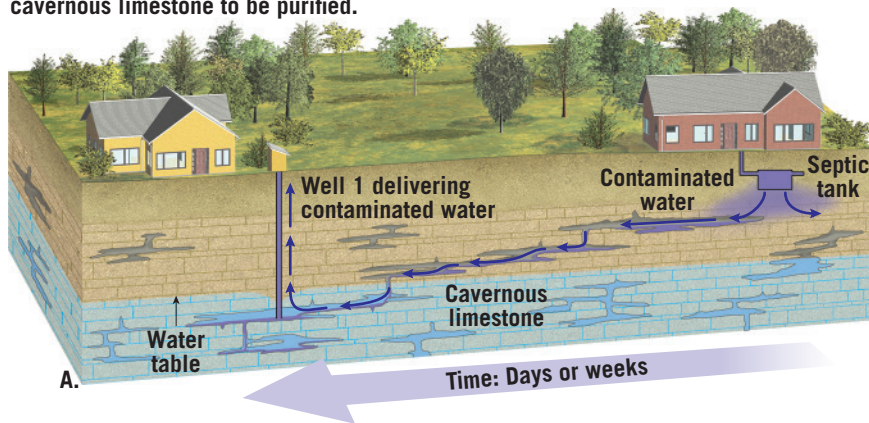 cavernous limestone to be purified.
Well 1 delivering
contaminated water
Contaminated
water
Septic
tank
Cavernous
limestone
Water
table
A.
Time: Days or weeks